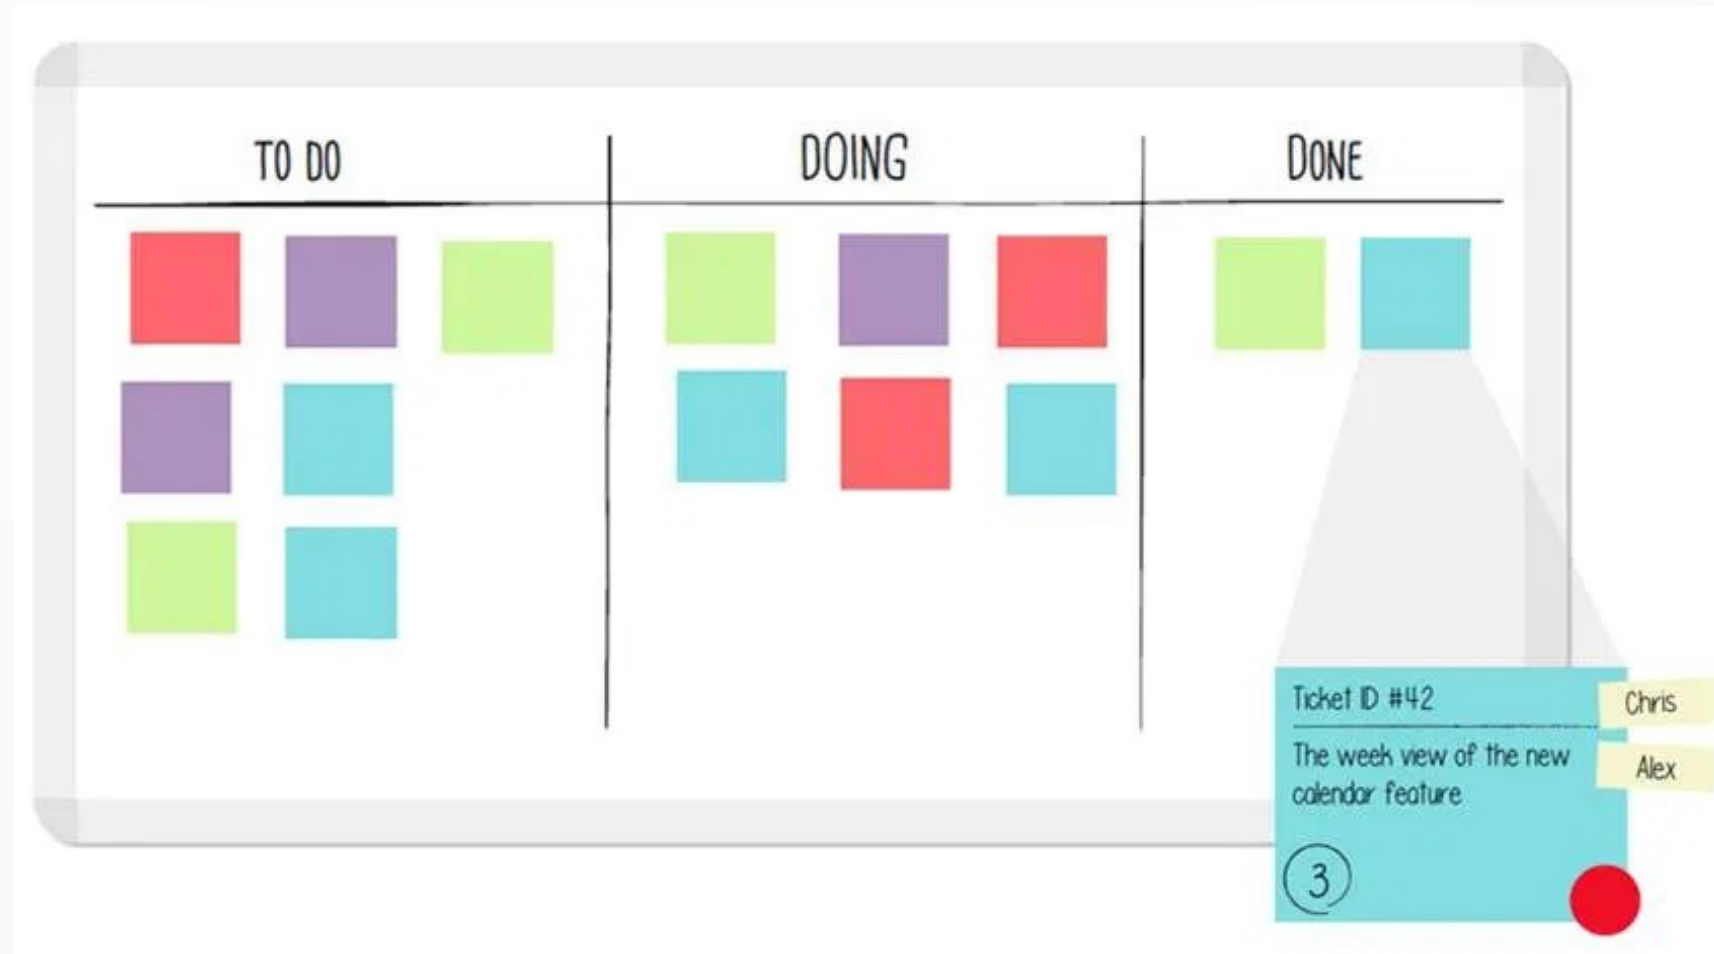 TO DO
DOING
DONE
Ticket ID #42
Chris
The week view of the new
calendar feature
Alex
3